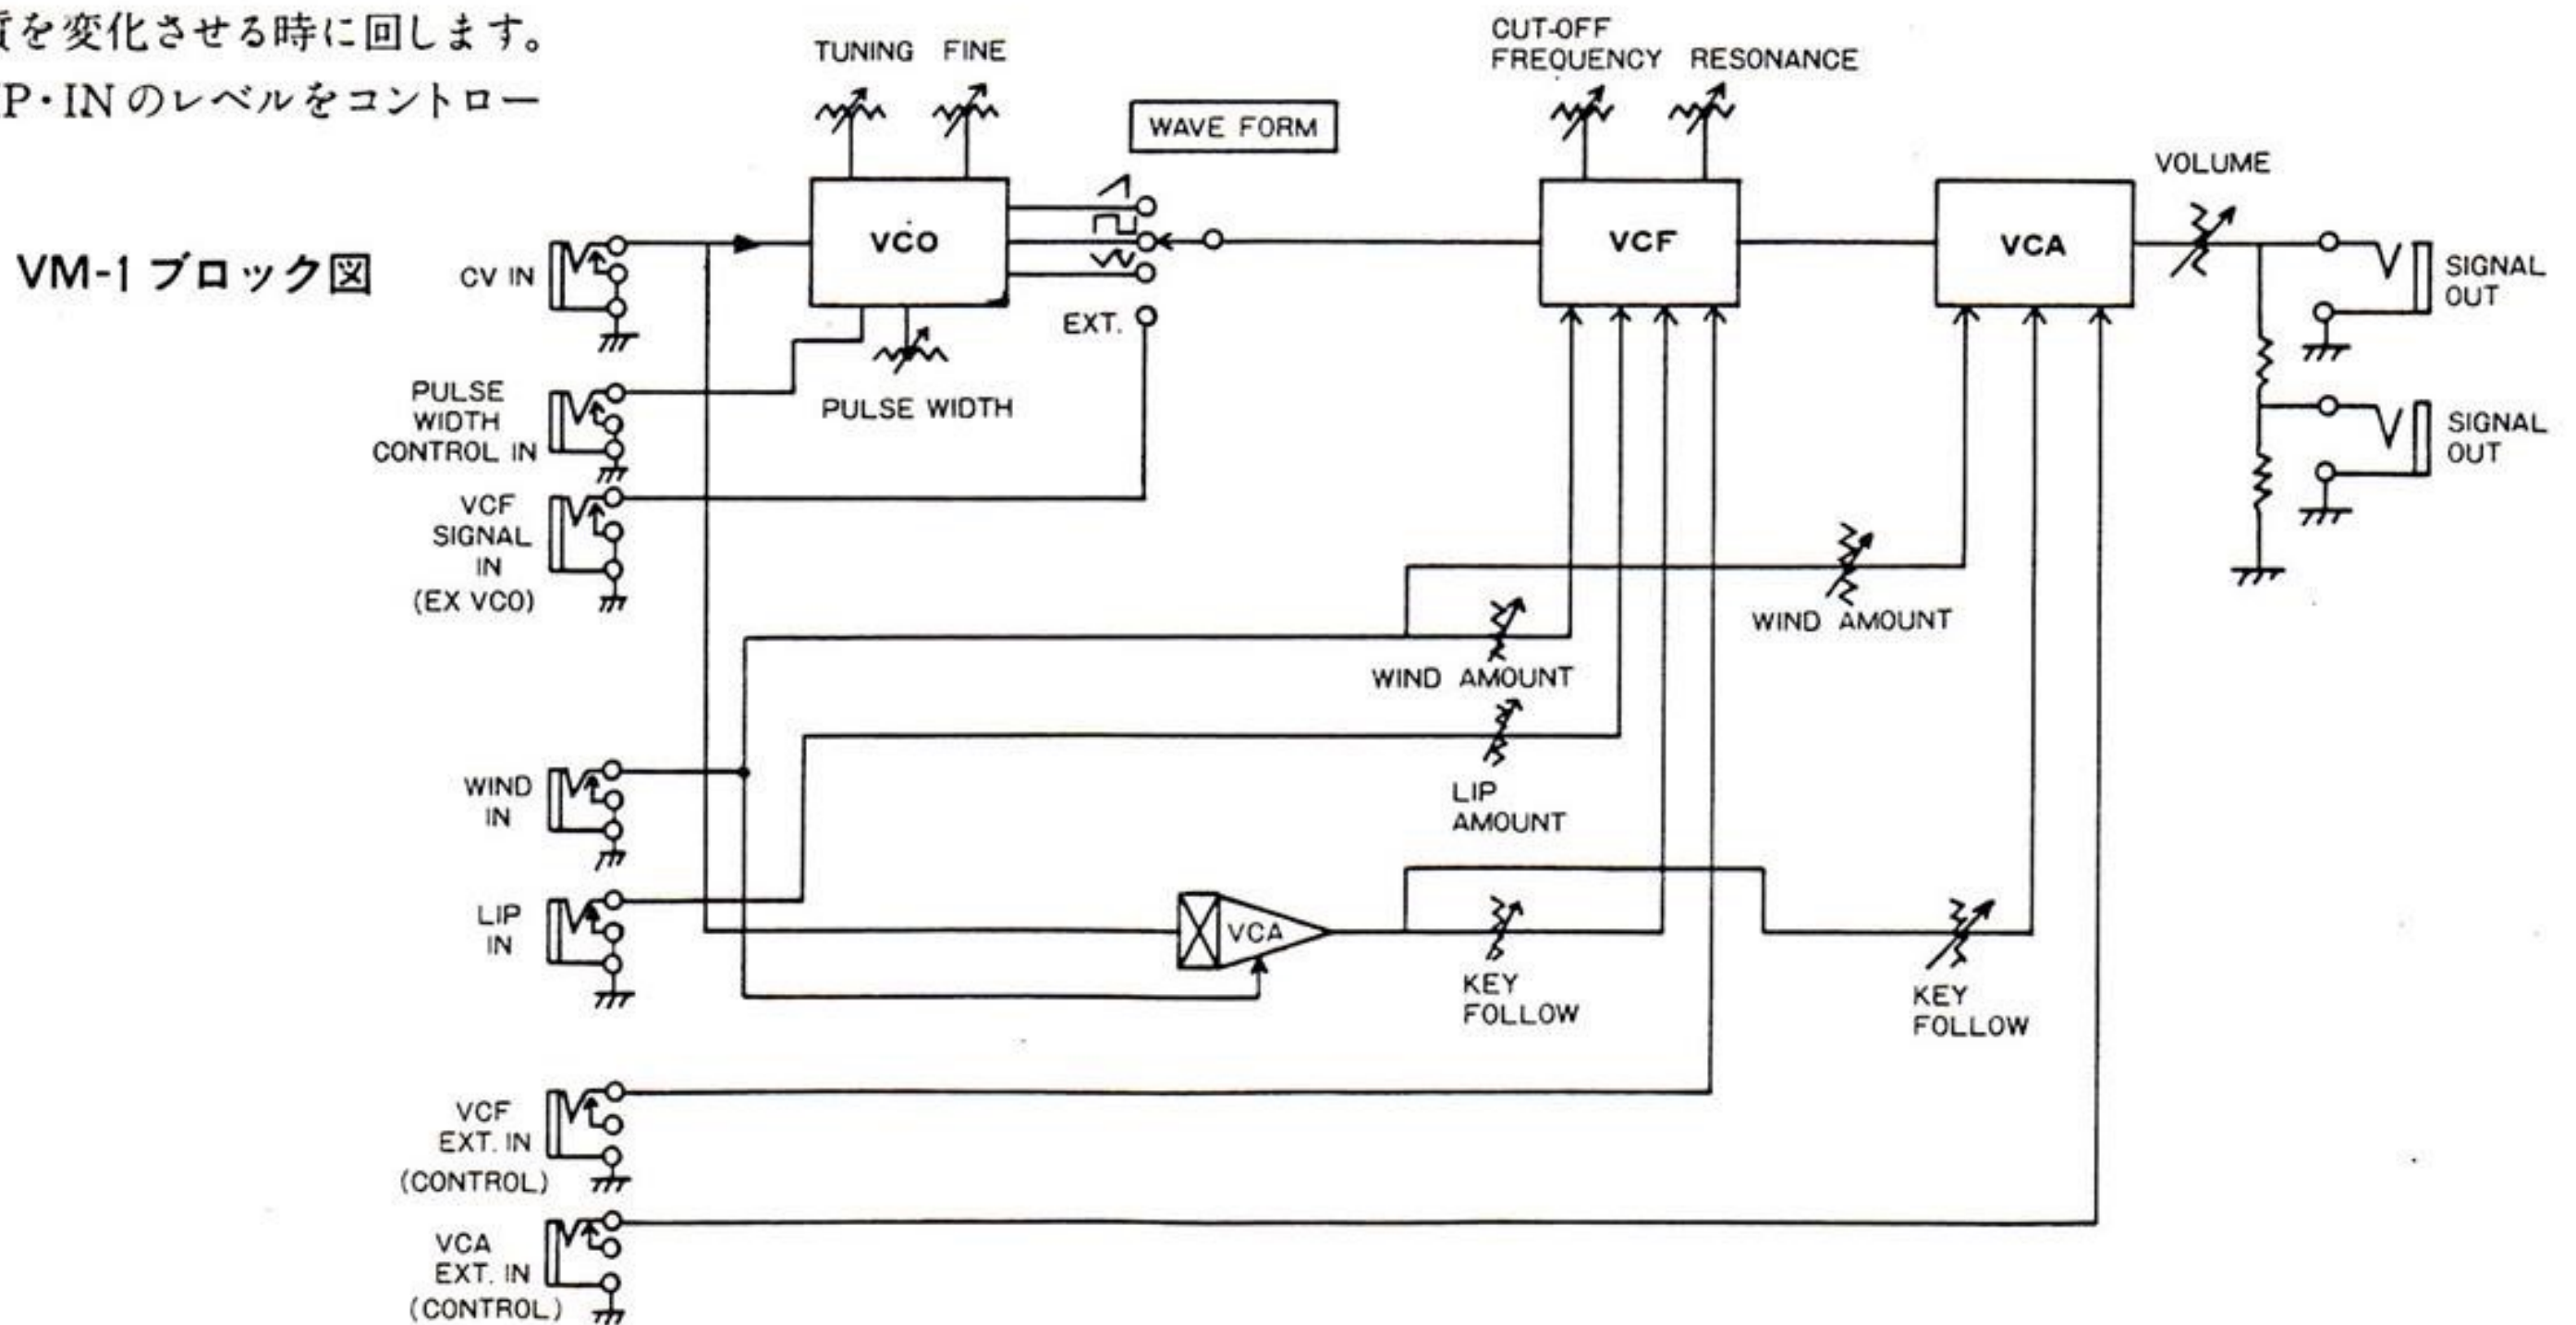 質を変化させる時に回します。
P・INのレベルをコントロー
VM-1 ブロック図
TUNING FINE
CUT-OFF
FREQUENCY RESONANCE
WAVE FORM
VOLUME
VCO
VCF
VCA
CV IN
EXT.
SIGNAL
OUT
PULSE
WIDTH
CONTROL IN
PULSE WIDTH
SIGNAL
OUT
VCF
SIGNAL
IN
(EX VCO)
WIND AMOUNT
WIND AMOUNT
WIND
IN
LIP
AMOUNT
LIP
IN
VCA
KEY
FOLLOW
KEY
FOLLOW
VCF
EXT. IN
(CONTROL)
VCA
EXT. IN
(CONTROL)